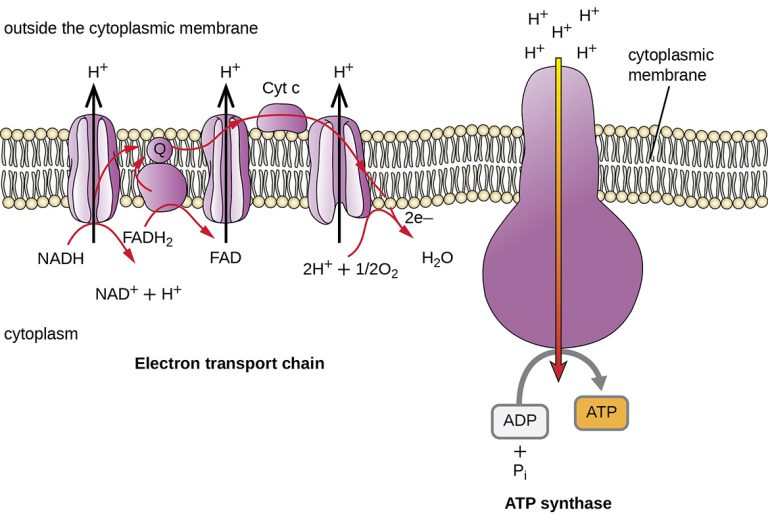 outside the cytoplasmic membrane
H⁺
H⁺
H⁺
Cyt c
Q
H⁺
H⁺
H⁺
H⁺
H⁺
cytoplasmic
membrane
NADH
FADH₂
NAD⁺ + H⁺
FAD
2e–
2H⁺ + 1/2O₂
H₂O
cytoplasm
Electron transport chain
ADP
+
Pᵢ
ATP
ATP synthase